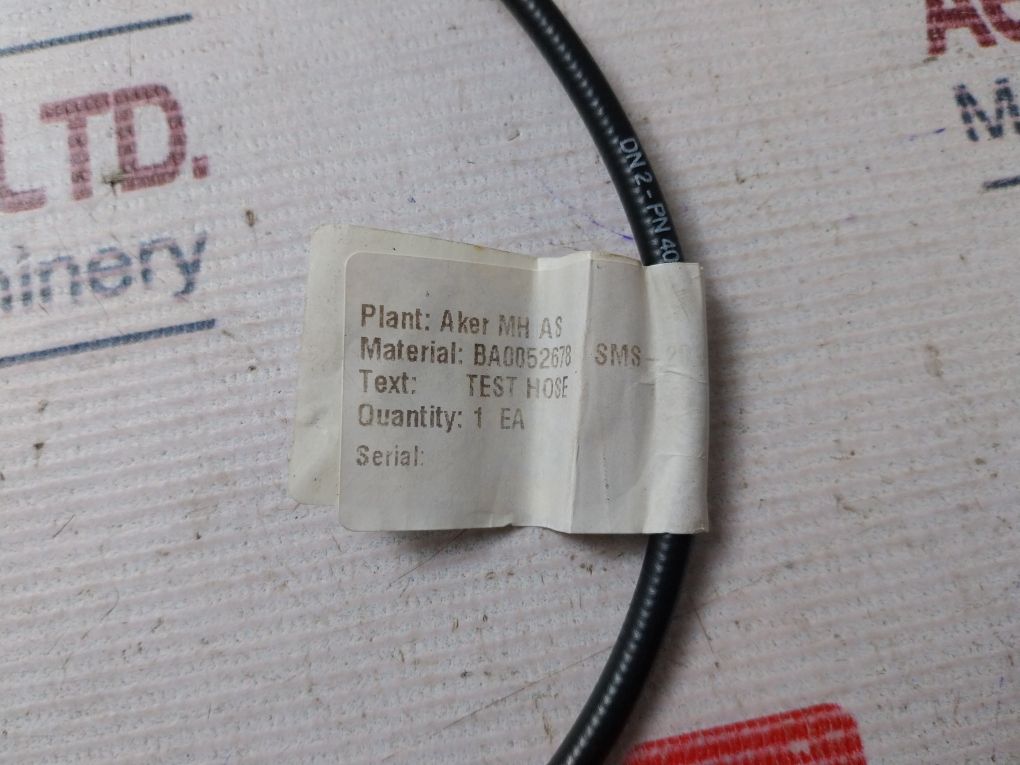 LTD.
DN 2 - PN 40
Plant: Aker MH AS
Material: BA0052678 SMS-20
Text: TEST HOSE
Quantity: 1 EA
Serial: